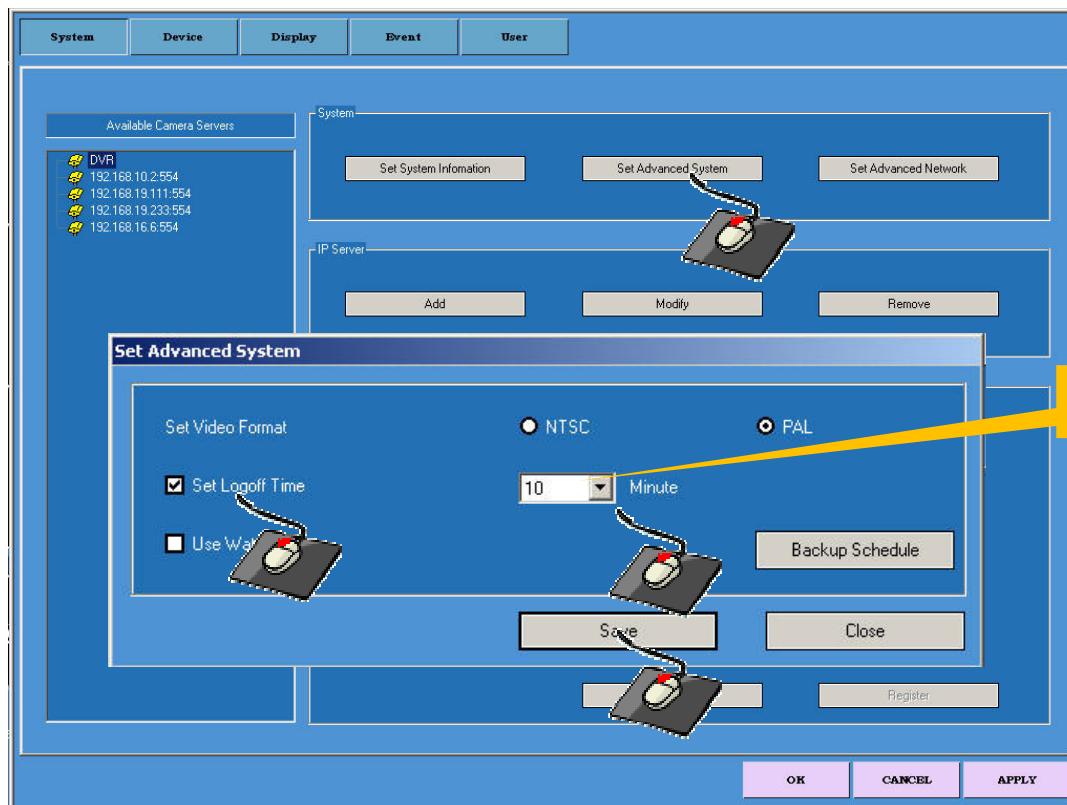 System Device Display Event User
Available Camera Servers
DVR
192.168.10.2:554
192.168.19.111:554
192.168.19.233:554
192.168.16.6:554
System
Set System Infomation Set Advanced System Set Advanced Network
IP Server
Add Modify Remove
Set Advanced System
Set Video Format NTSC PAL
Set Logoff Time 10 Minute
Use
Backup Schedule
Save Close
Register
OK CANCEL APPLY